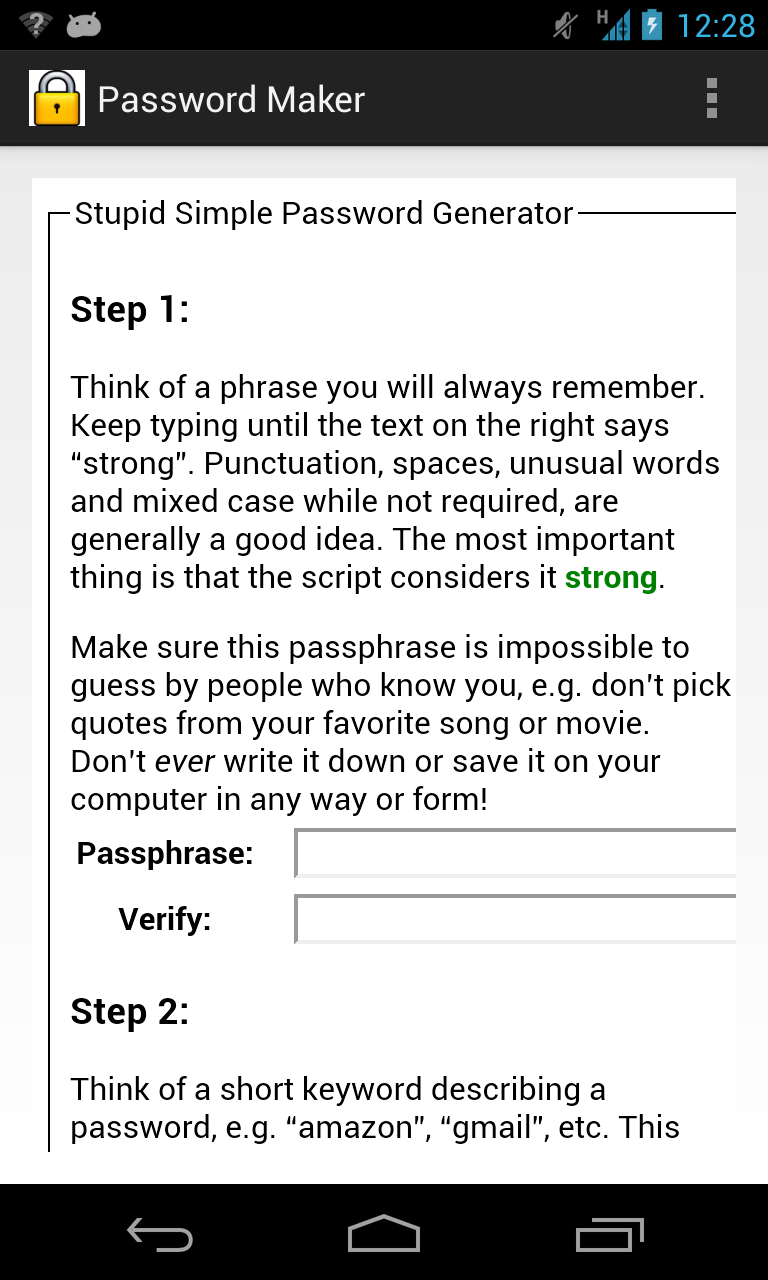 H 12:28
Password Maker
Stupid Simple Password Generator
Step 1:
Think of a phrase you will always remember.
Keep typing until the text on the right says
“strong”. Punctuation, spaces, unusual words
and mixed case while not required, are
generally a good idea. The most important
thing is that the script considers it strong.
Make sure this passphrase is impossible to
guess by people who know you, e.g. don't pick
quotes from your favorite song or movie.
Don't ever write it down or save it on your
computer in any way or form!
Passphrase:
Verify:
Step 2:
Think of a short keyword describing a
password, e.g. “amazon”, “gmail”, etc. This